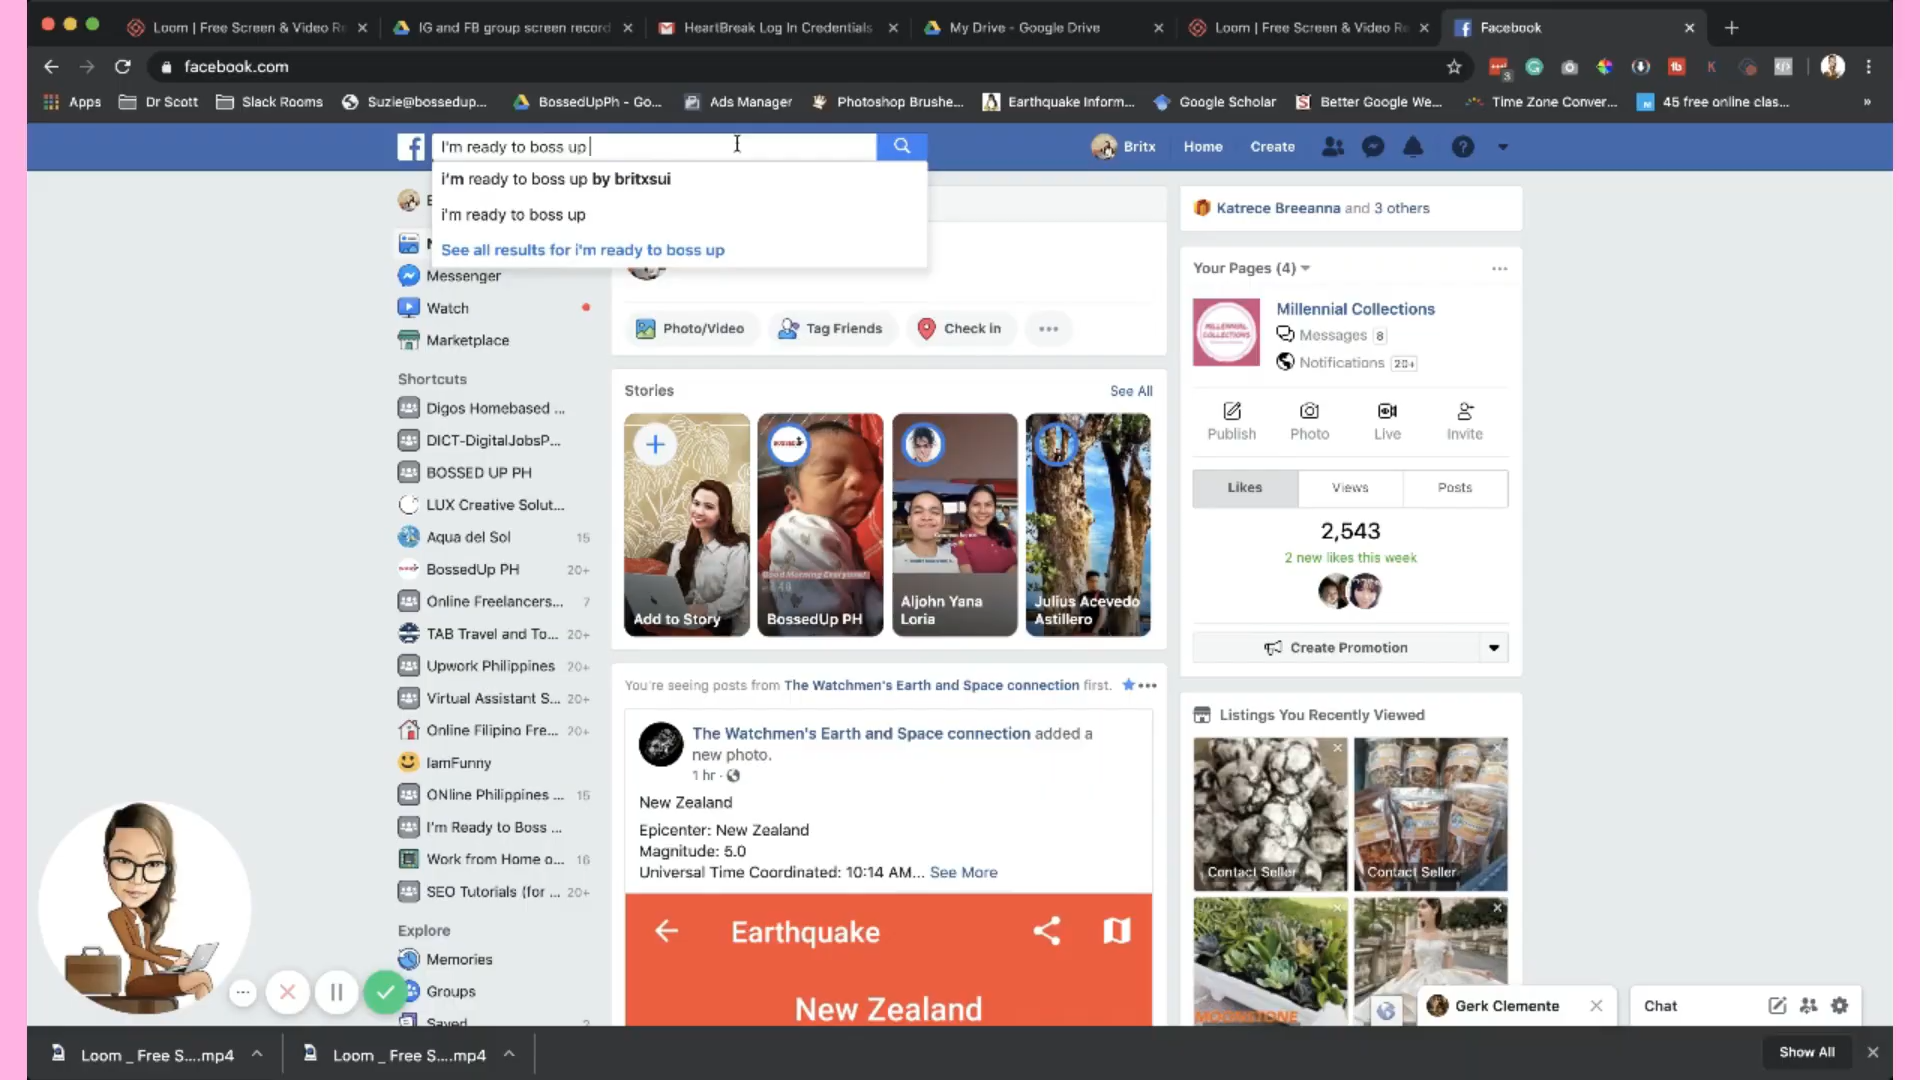 Loom | Free Screen & Video Re
IG and FB group screen record
HeartBreak Log In Credentials
My Drive - Google Drive
Loom | Free Screen & Video Re
Facebook
facebook.com
3
Apps
Dr Scott
Slack Rooms
Suzie@bossedup...
BossedUpPh - Go...
Ads Manager
Photoshop Brushe...
Earthquake Inform...
Google Scholar
Better Google We...
Time Zone Conver...
45 free online clas...
»
I'm ready to boss up
Britx
Home
Create
i'm ready to boss up by britxsui
i'm ready to boss up
See all results for i'm ready to boss up
Messenger
Watch
Marketplace
Shortcuts
Digos Homebased ...
DICT-DigitalJobsP...
BOSSED UP PH
LUX Creative Solut...
Aqua del Sol 15
BossedUp PH 20+
Online Freelancers... 7
TAB Travel and To... 20+
Upwork Philippines 20+
Virtual Assistant S... 20+
Online Filipino Fre... 20+
IamFunny
ONline Philippines ... 15
I'm Ready to Boss ...
Work from Home o... 16
SEO Tutorials (for ... 20+
Explore
Memories
Groups
Saved 2
Photo/Video
Tag Friends
Check in
Stories
See All
Add to Story
Good Morning Everyone!
BossedUp PH
Aljohn Yana
Loria
Julius Acevedo
Astillero
You're seeing posts from The Watchmen's Earth and Space connection first.
The Watchmen's Earth and Space connection added a
new photo.
1 hr ·
New Zealand
Epicenter: New Zealand
Magnitude: 5.0
Universal Time Coordinated: 10:14 AM... See More
Earthquake
New Zealand
Katrece Breeanna and 3 others
Your Pages (4)
MILLENNIAL
COLLECTIONS
Millennial Collections
Messages 8
Notifications 20+
Publish
Photo
Live
Invite
Likes
Views
Posts
2,543
2 new likes this week
Create Promotion
Listings You Recently Viewed
Contact Seller
Contact Seller
MOONSTONE
Gerk Clemente
Chat
Loom _ Free S....mp4
Loom _ Free S....mp4
Show All